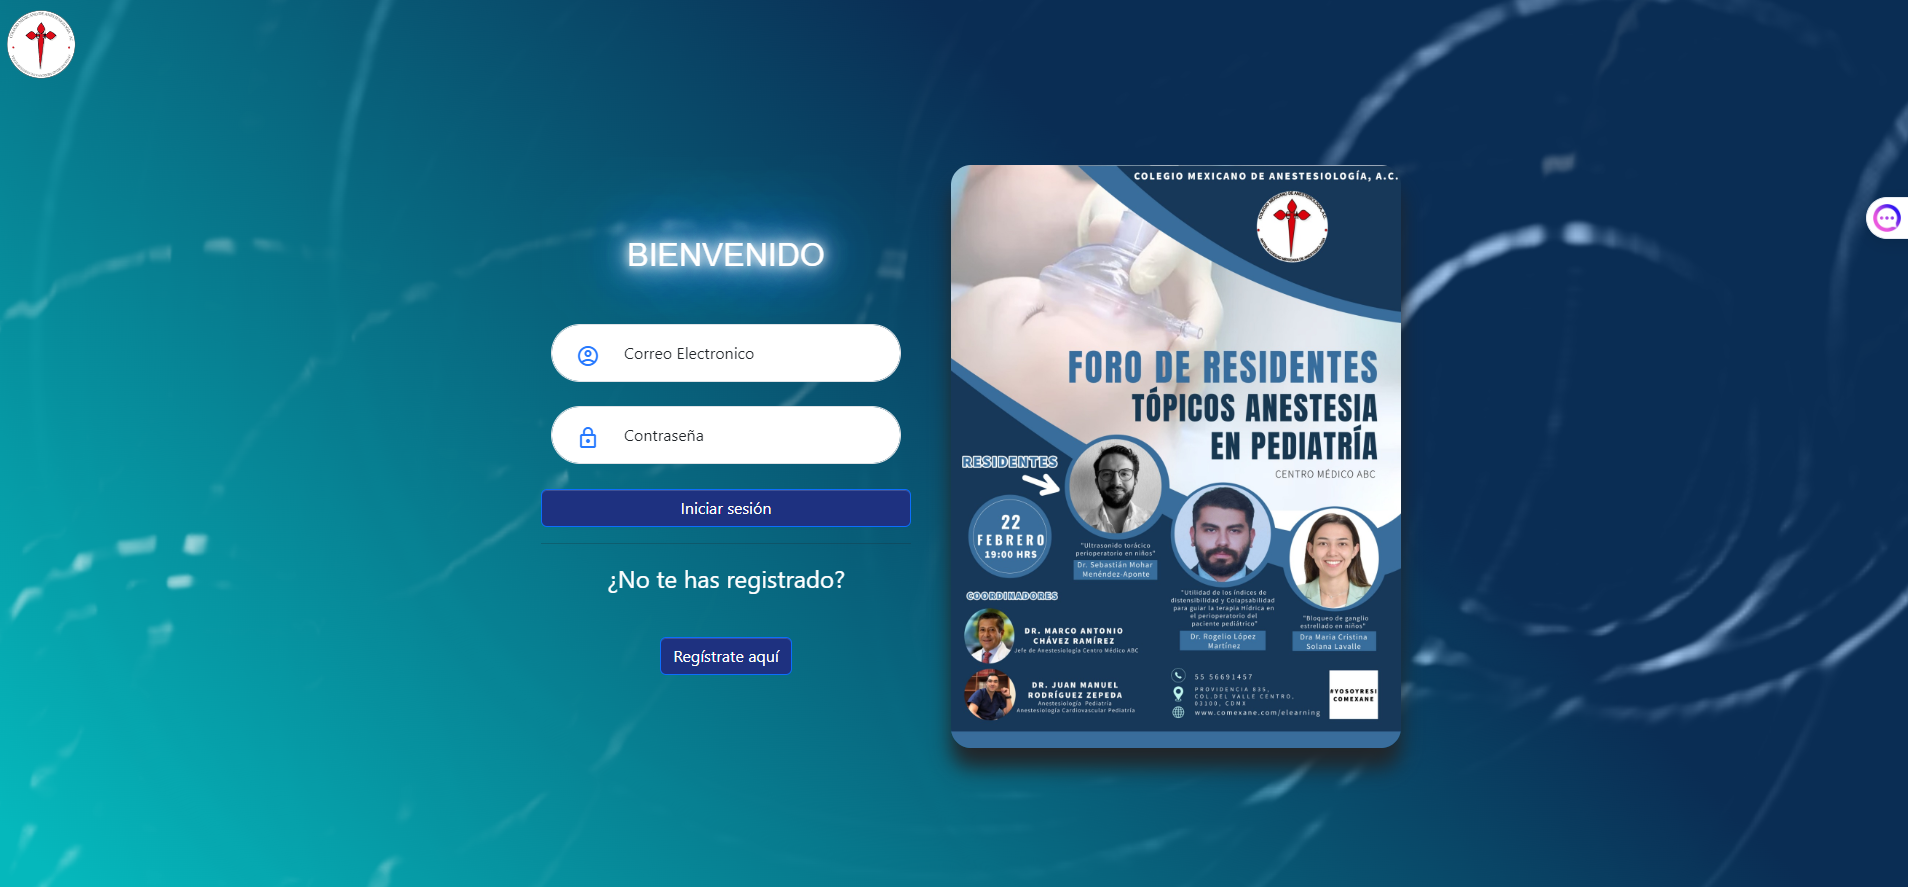 BIENVENIDO
Correo Electronico
Contraseña
Iniciar sesión
¿No te has registrado?
Regístrate aquí
COLEGIO MEXICANO DE ANESTESIOLOGÍA, A.C.
FORO DE RESIDENTES
TÓPICOS ANESTESIA
EN PEDIATRÍA
CENTRO MÉDICO ABC
RESIDENTES
22
FEBRERO
19:00 HRS
"Ultrasonido torácico
perioperatorio en niños"
Dr. Sebastián Mohar
Menéndez-Aponte
"Utilidad de los índices de
distensibilidad y Colapsabilidad
para guiar la terapia Hídrica en
el perioperatorio del
paciente pediátrico"
Dr. Rogelio López
Martínez
"Bloqueo de ganglio
estrellado en niños"
Dra Maria Cristina
Solana Lavalle
COORDINADORES
DR. MARCO ANTONIO
CHÁVEZ RAMÍREZ
Jefe de Anestesiología Centro Médico ABC
DR. JUAN MANUEL
RODRÍGUEZ ZEPEDA
Anestesiología Pediatría
Anestesiología Cardiovascular Pediatría
55 56691457
PROVIDENCIA 835,
COL.DEL VALLE CENTRO,
03100, CDMX
www.comexane.com/elearning
#YOSOYRESI
COMEXANE